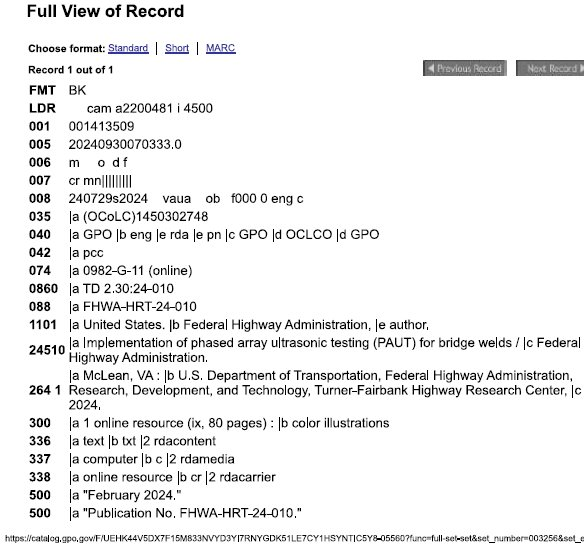 Full View of Record
Choose format: Standard | Short | MARC
Record 1 out of 1
Previous Record Next Record
FMT BK
LDR cam a2200481 i 4500
001 001413509
005 20240930070333.0
006 m o d f
007 cr mn|||||||||
008 240729s2024 vaua ob f000 0 eng c
035 |a (OCoLC)1450302748
040 |a GPO |b eng |e rda |e pn |c GPO |d OCLCO |d GPO
042 |a pcc
074 |a 0982-G-11 (online)
0860 |a TD 2.30:24-010
088 |a FHWA-HRT-24-010
1101 |a United States. |b Federal Highway Administration, |e author.
24510 |a Implementation of phased array ultrasonic testing (PAUT) for bridge welds / |c Federal
Highway Administration.
|a McLean, VA : |b U.S. Department of Transportation, Federal Highway Administration,
264 1 Research, Development, and Technology, Turner-Fairbank Highway Research Center, |c
2024.
300 |a 1 online resource (ix, 80 pages) : |b color illustrations
336 |a text |b txt |2 rdacontent
337 |a computer |b c |2 rdamedia
338 |a online resource |b cr |2 rdacarrier
500 |a "February 2024."
500 |a "Publication No. FHWA-HRT-24-010."
https://catalog.gpo.gov/F/UEHK44V5DX7F15M833NVYD3YI7RNYGDK51LE7CY1HSYNTIC5Y8-05560?func=full-set-set&set_number=003256&set_e